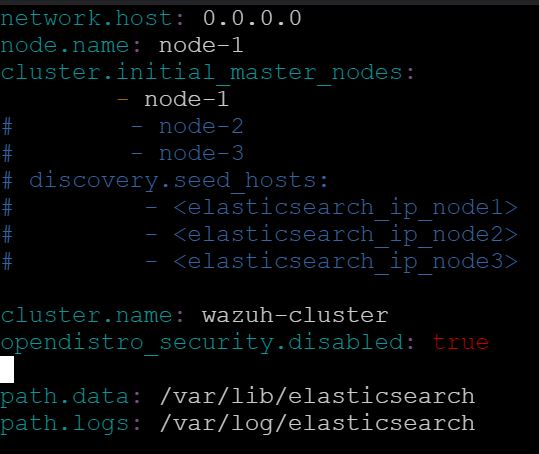 network.host: 0.0.0.0
node.name: node-1
cluster.initial_master_nodes:
        - node-1
#        - node-2
#        - node-3
# discovery.seed_hosts:
#         - <elasticsearch_ip_node1>
#         - <elasticsearch_ip_node2>
#         - <elasticsearch_ip_node3>
cluster.name: wazuh-cluster
opendistro_security.disabled: true
path.data: /var/lib/elasticsearch
path.logs: /var/log/elasticsearch